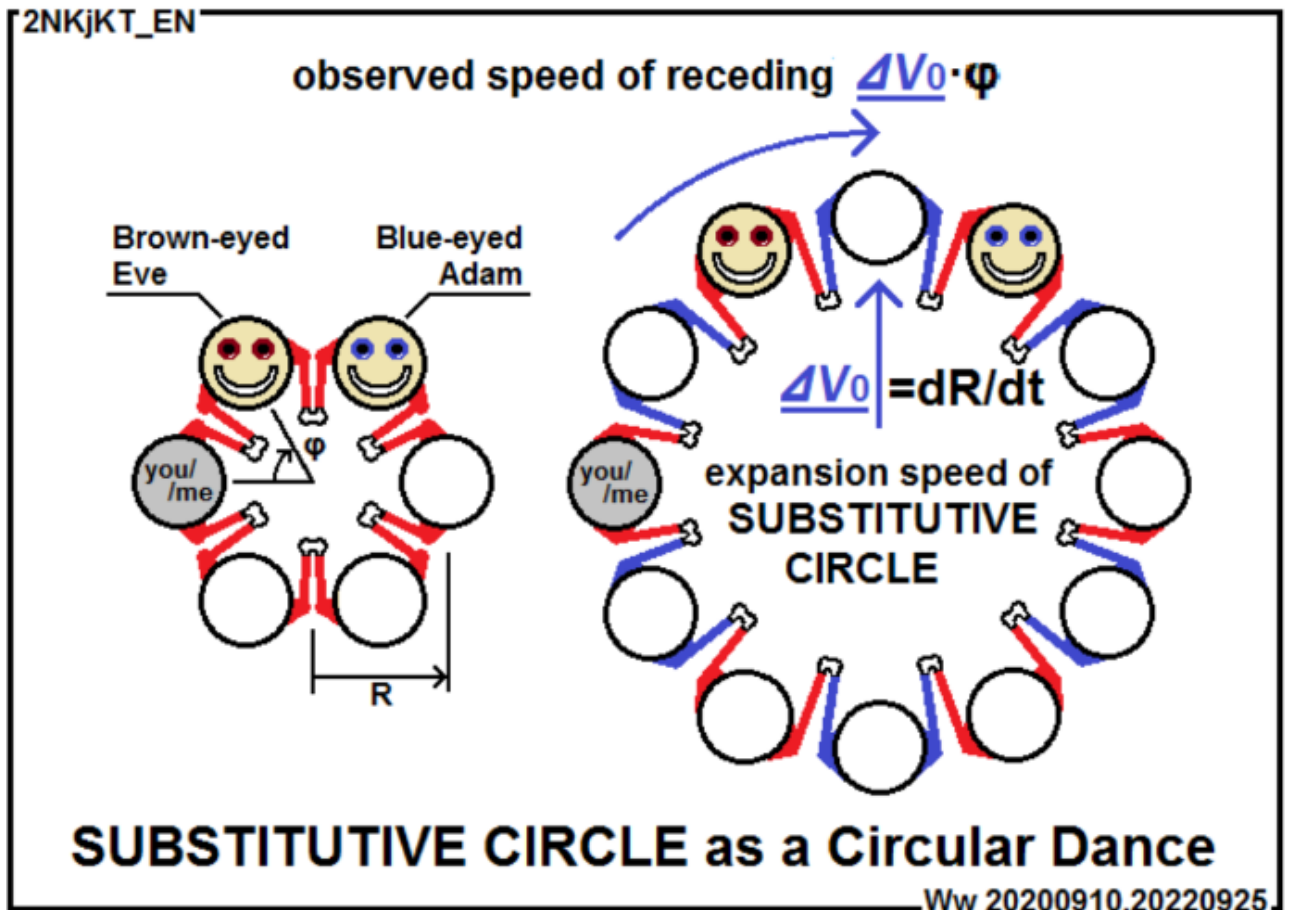 2NKjKT_EN
observed speed of receding ΔV0·φ
Brown-eyed
Eve
Blue-eyed
Adam
φ
you/
/me
R
ΔV0 =dR/dt
you/
/me
expansion speed of
SUBSTITUTIVE
CIRCLE
SUBSTITUTIVE CIRCLE as a Circular Dance
Ww 20200910.20220925